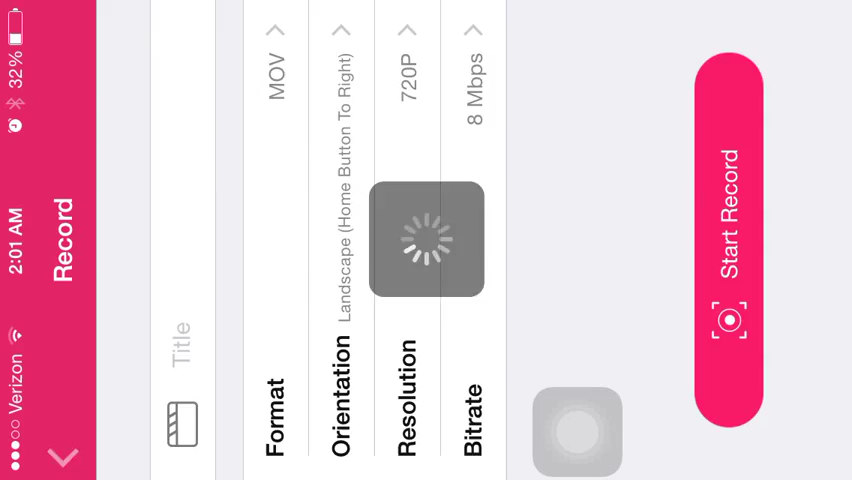 Verizon 2:01 AM 32%
Record
Title
Format MOV
Orientation Landscape (Home Button To Right)
Resolution 720P
Bitrate 8 Mbps
Start Record